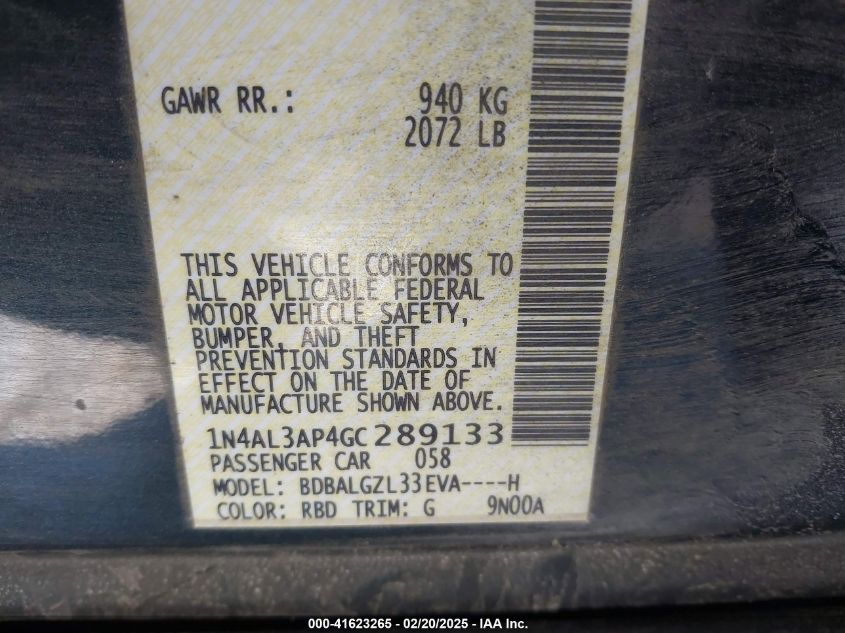 GAWR RR.: 940 KG
2072 LB
THIS VEHICLE CONFORMS TO
ALL APPLICABLE FEDERAL
MOTOR VEHICLE SAFETY,
BUMPER, AND THEFT
PREVENTION STANDARDS IN
EFFECT ON THE DATE OF
MANUFACTURE SHOWN ABOVE.
1N4AL3AP4GC289133
PASSENGER CAR 058
MODEL: BDBALGZL33EVA----H
COLOR: RBD TRIM: G 9N00A
000-41623265 - 02/20/2025 - IAA Inc.